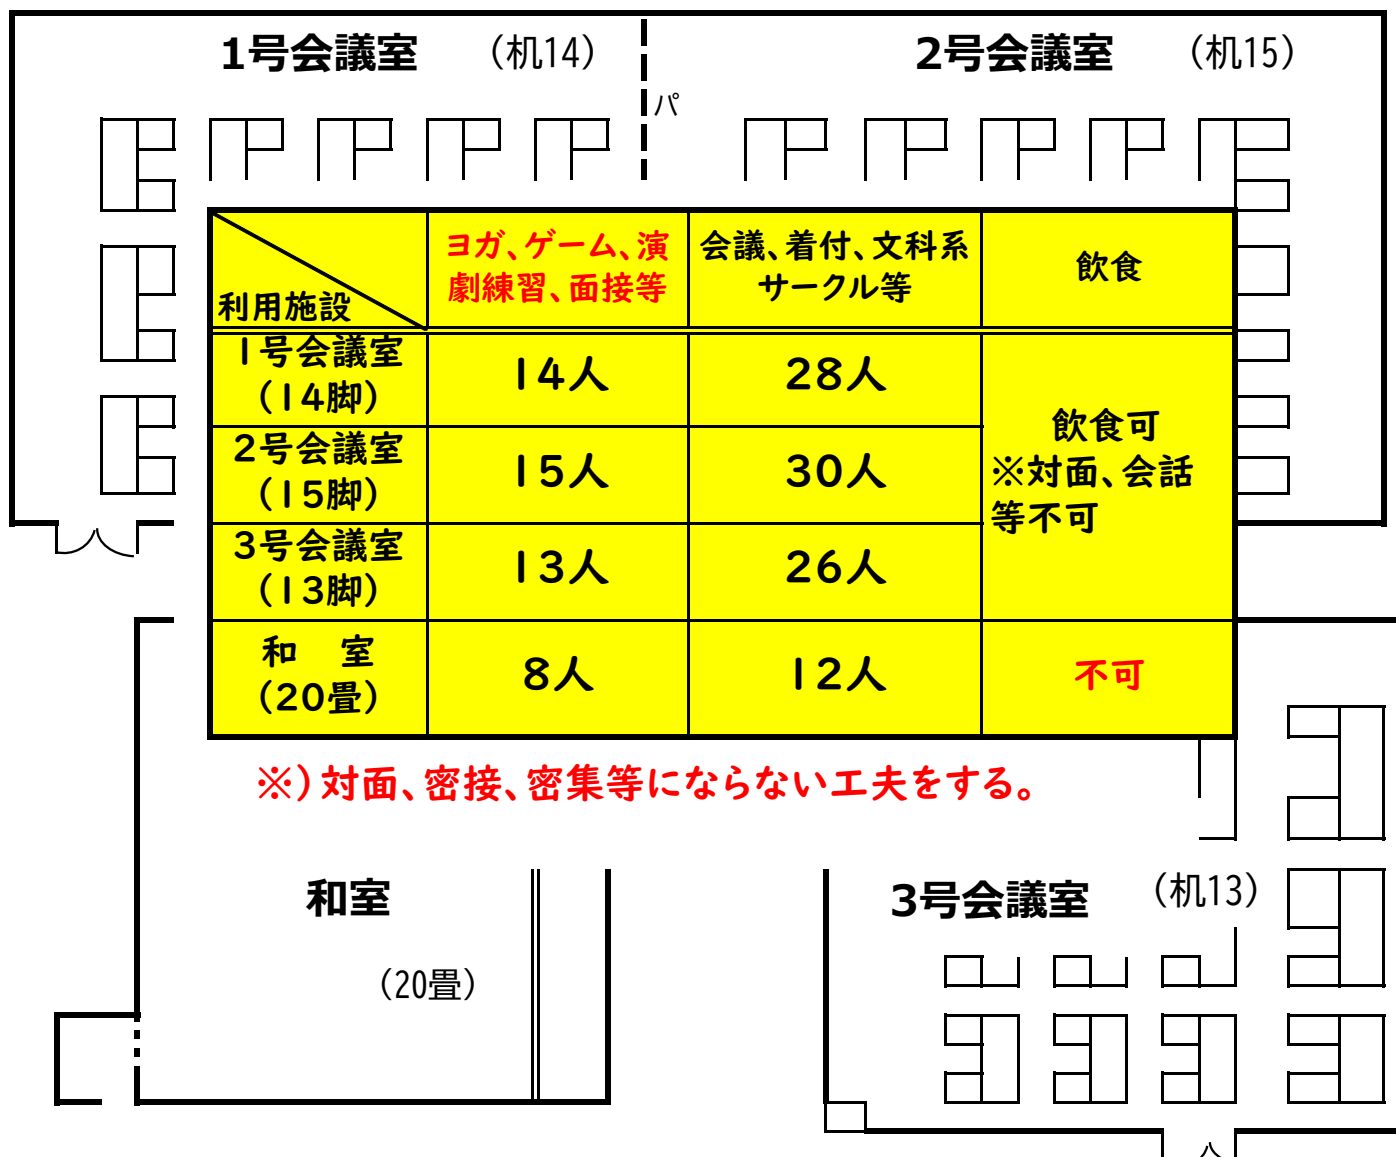 1号会議室 （机14）
2号会議室 （机15）
パ
利用施設
ヨガ、ゲーム、演
劇練習、面接等
会議、着付、文科系
サークル等
飲食
1号会議室
（14脚）
14人
28人
2号会議室
（15脚）
15人
30人
飲食可
※対面、会話
等不可
3号会議室
（13脚）
13人
26人
和　室
（20畳）
8人
12人
不可
※）対面、密接、密集等にならない工夫をする。
和室
（20畳）
3号会議室 （机13）